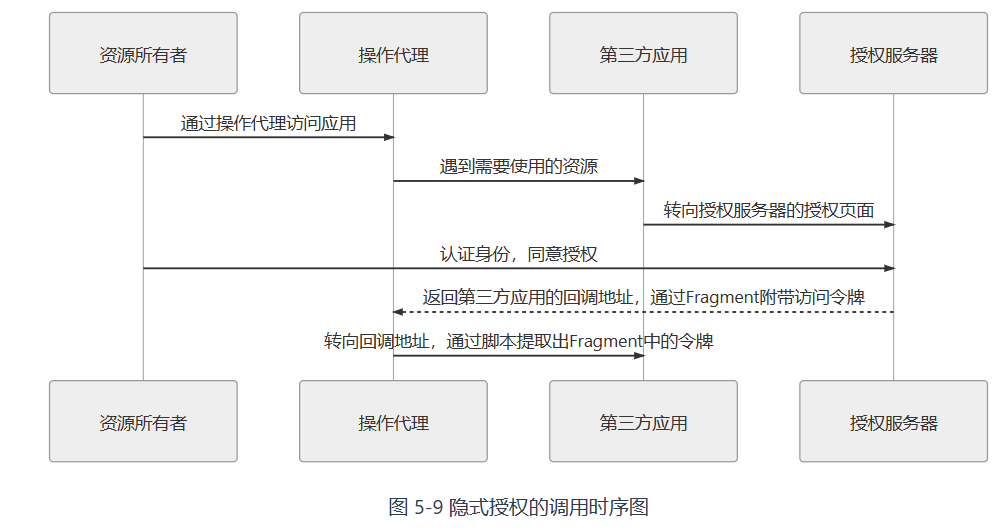 资源所有者 操作代理 第三方应用 授权服务器
通过操作代理访问应用
遇到需要使用的资源
转向授权服务器的授权页面
认证身份，同意授权
返回第三方应用的回调地址，通过Fragment附带访问令牌
转向回调地址，通过脚本提取出Fragment中的令牌
资源所有者 操作代理 第三方应用 授权服务器
图 5-9 隐式授权的调用时序图